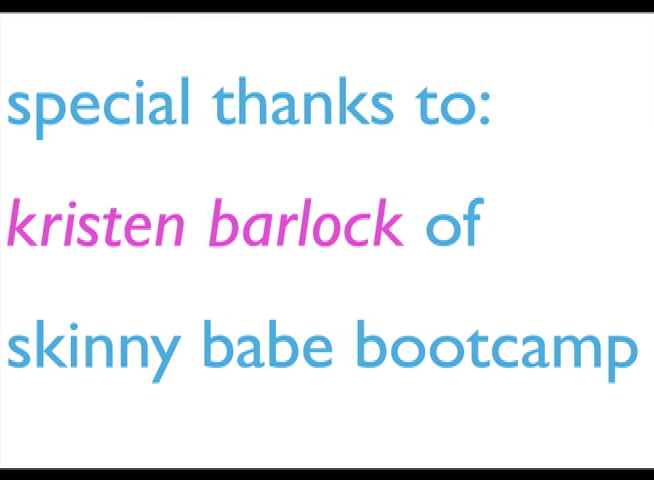 special thanks to:
kristen barlock of
skinny babe bootcamp